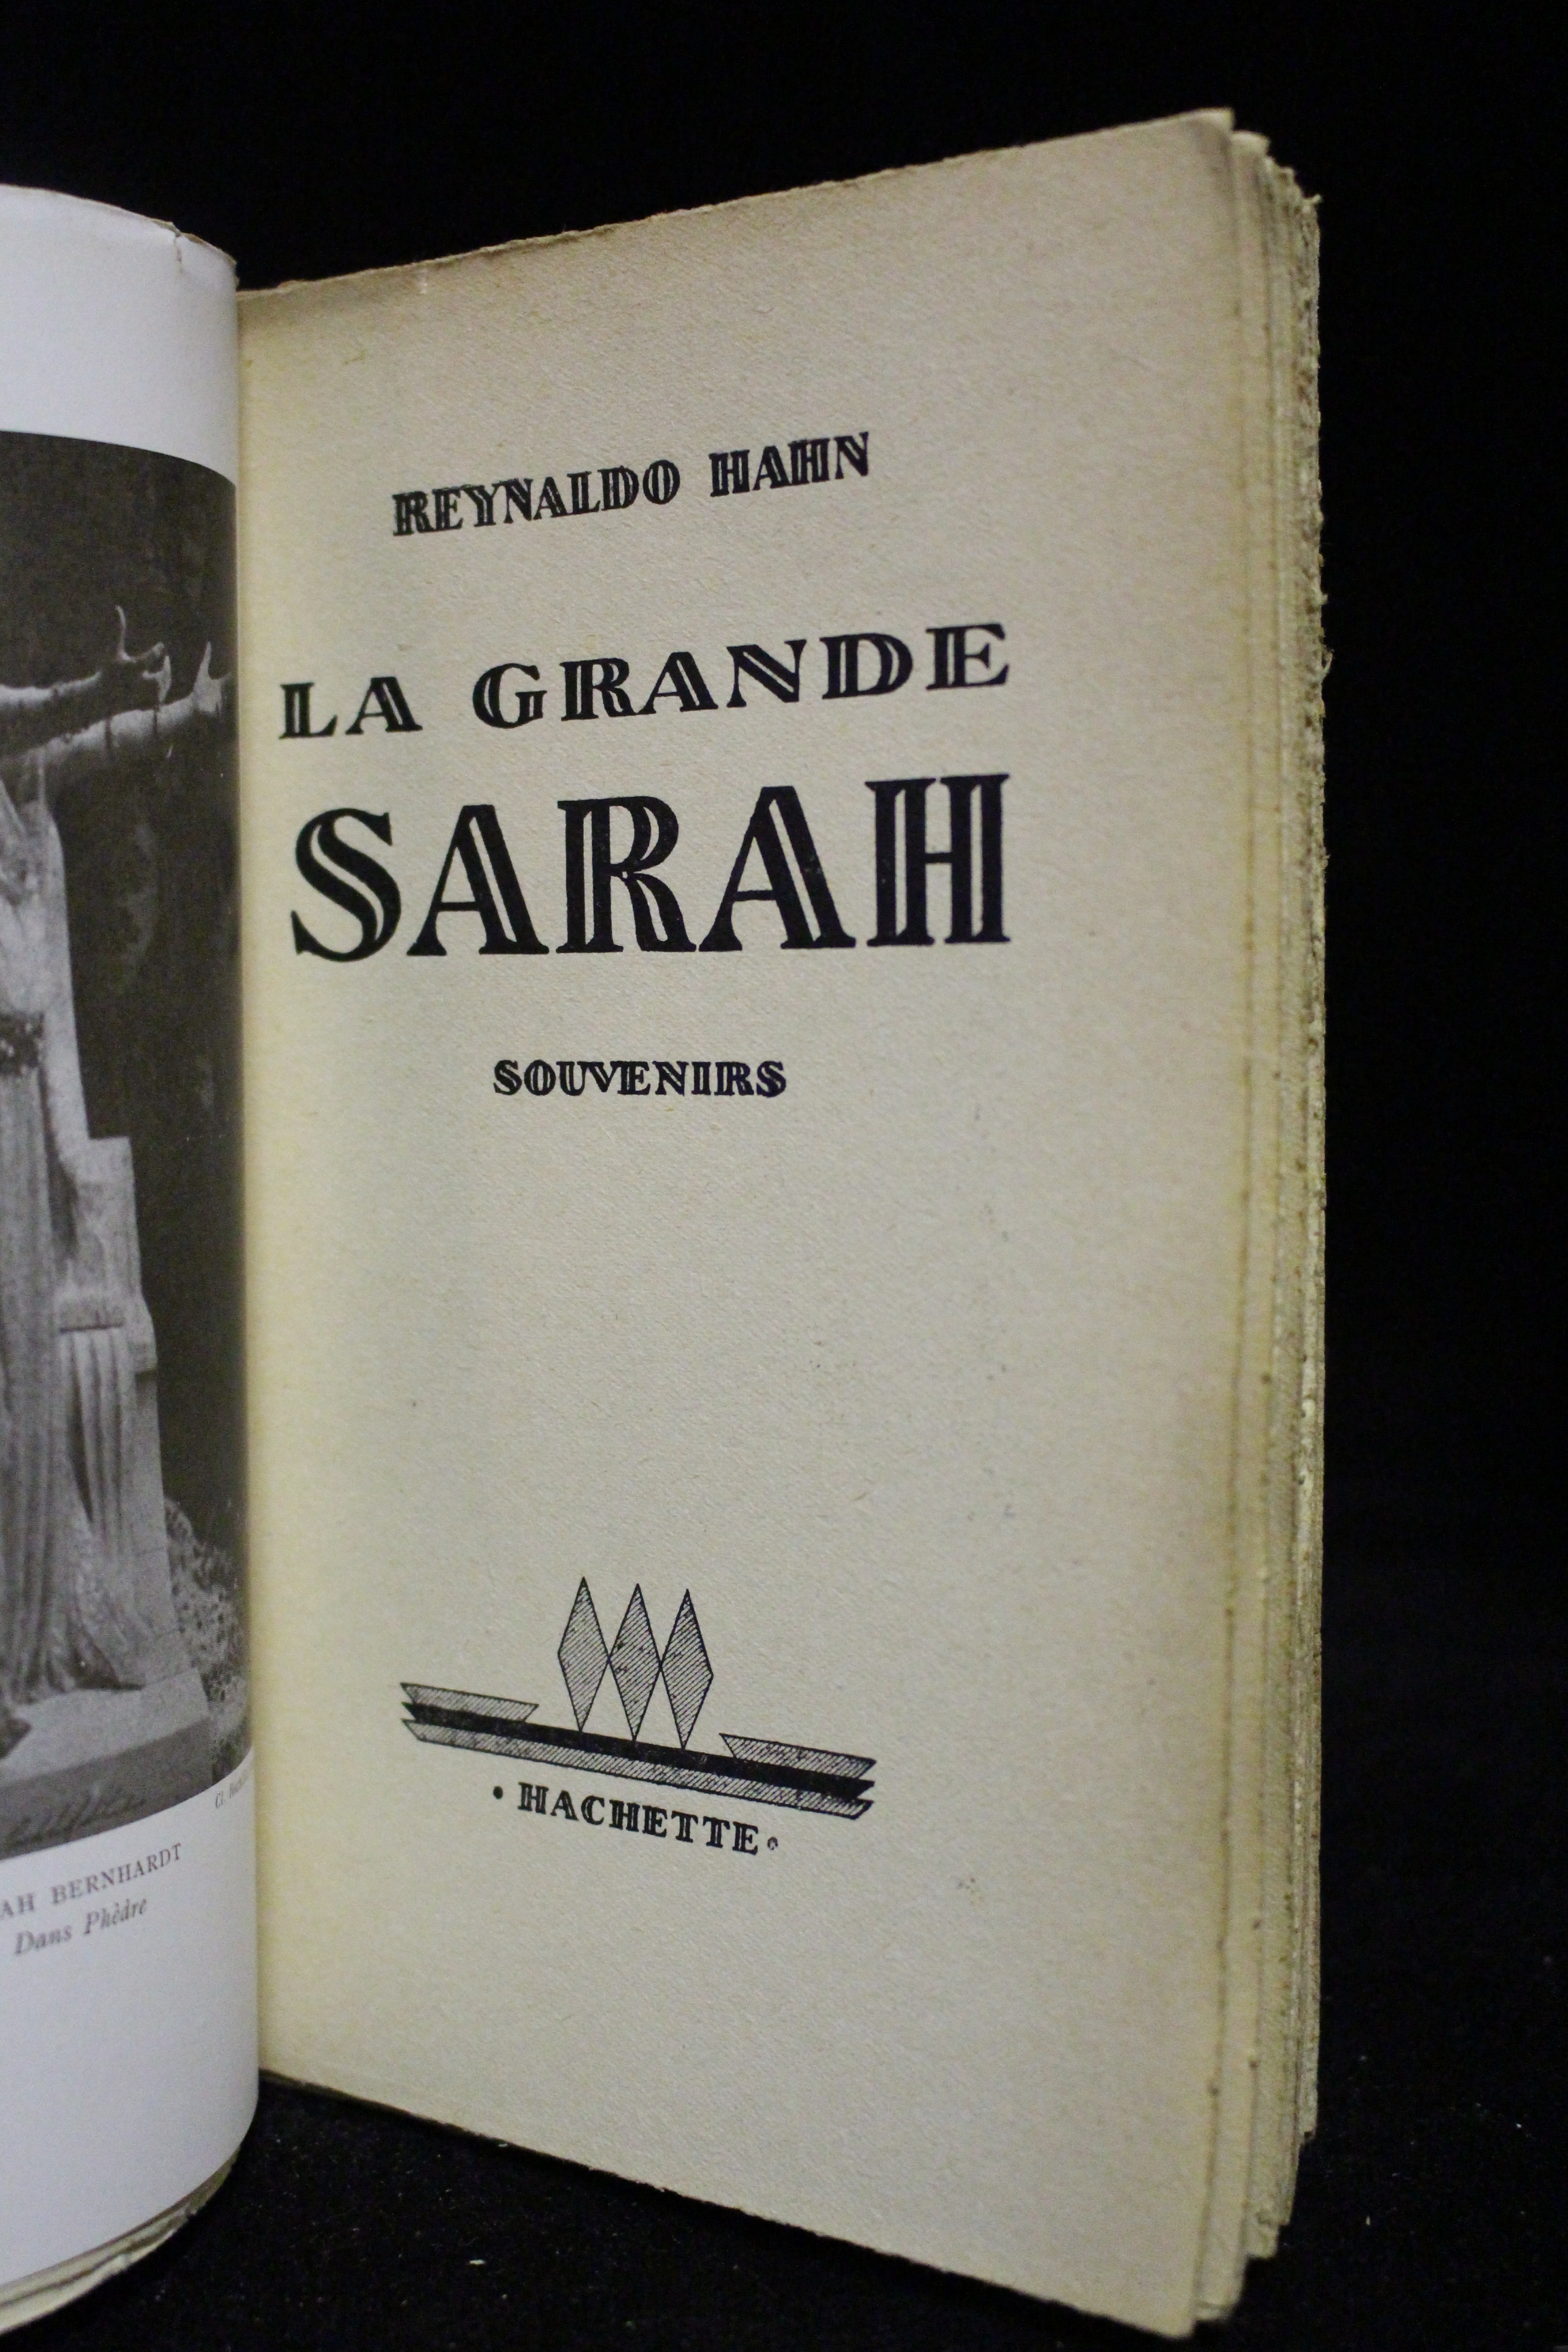 AH BERNHARDT
Dans Phèdre
REYNALDO HAHN
LA GRANDE
SARAH
SOUVENIRS
• HACHETTE •